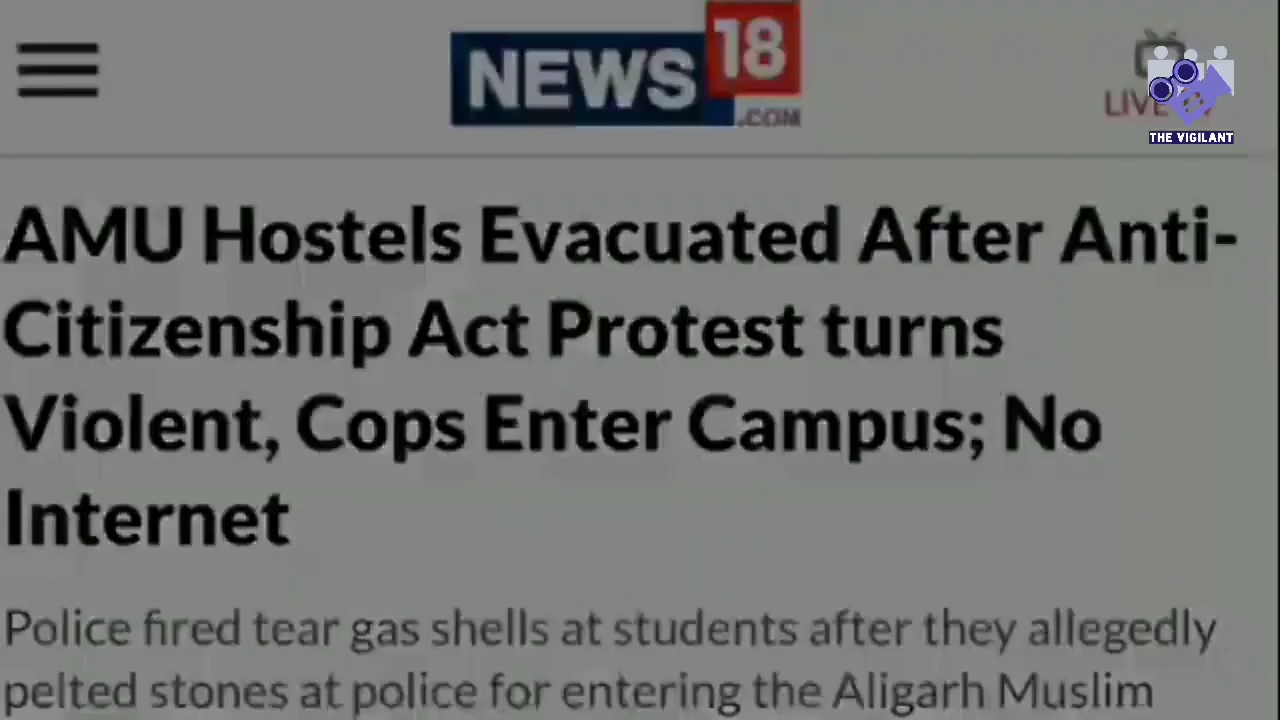 NEWS 18
.COM
LIVE
THE VIGILANT
AMU Hostels Evacuated After Anti-
Citizenship Act Protest turns
Violent, Cops Enter Campus; No
Internet
Police fired tear gas shells at students after they allegedly
pelted stones at police for entering the Aligarh Muslim